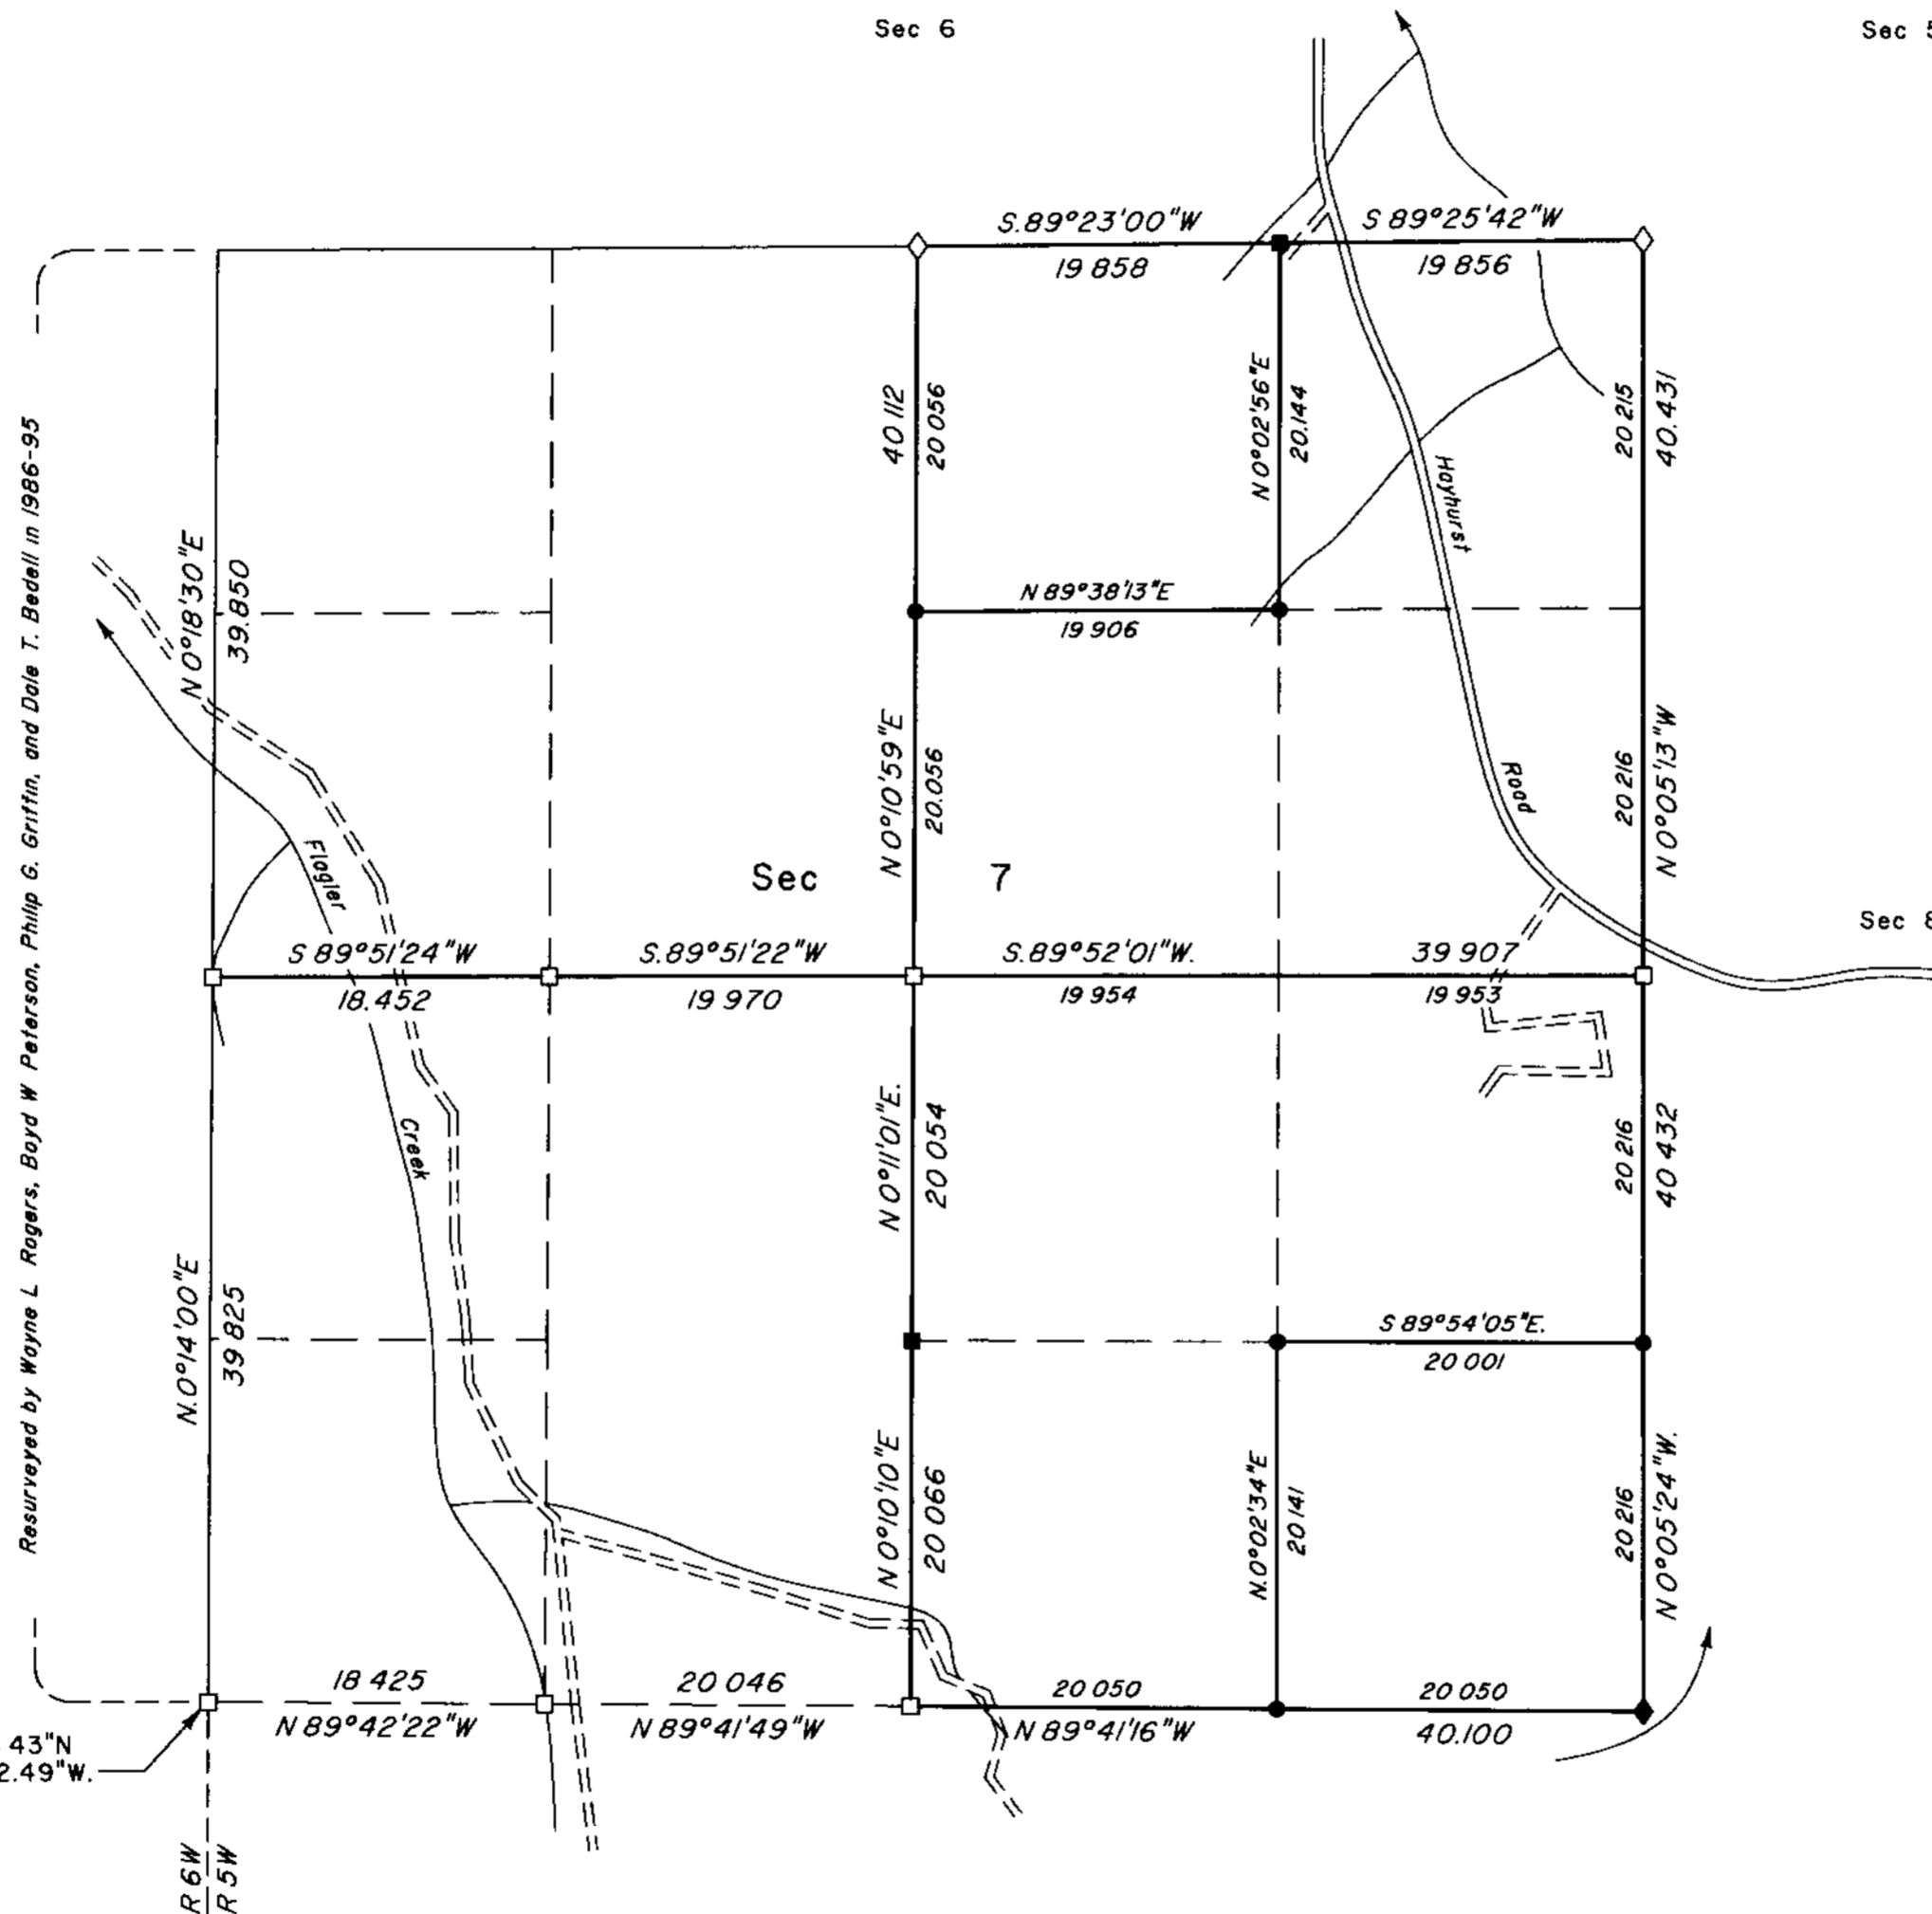 Sec 6
Sec 5
S.89°23'00"W
19 858
S 89°25'42"W
19 856
40 112
20 056
N 0°02'56"E
20.144
20 215
40.431
Resurveyed by Wayne L Rogers, Boyd W Peterson, Philip G. Griffin, and Dale T. Bedell in 1986-95
N 0°18'30"E
39.850
Hayhurst
Road
N 89°38'13"E
19 906
N 0°10'59"E
20.056
20 216
N 0°05'13"W
Flagler
Creek
Sec 7
Sec 8
S 89°51'24"W
18.452
S.89°51'22"W
19 970
S.89°52'01"W.
19 954
39 907
19 953
N 0°11'01"E.
20 054
20 216
40 432
N.0°14'00"E
39 825
S 89°54'05"E.
20 001
N 0°10'10"E
20 066
N.0°02'34"E
20 141
20 216
N 0°05'24"W.
18 425
N 89°42'22"W
20 046
N 89°41'49"W
20 050
N 89°41'16"W
20 050
40.100
43"N
2.49"W.
R 6W
R 5W